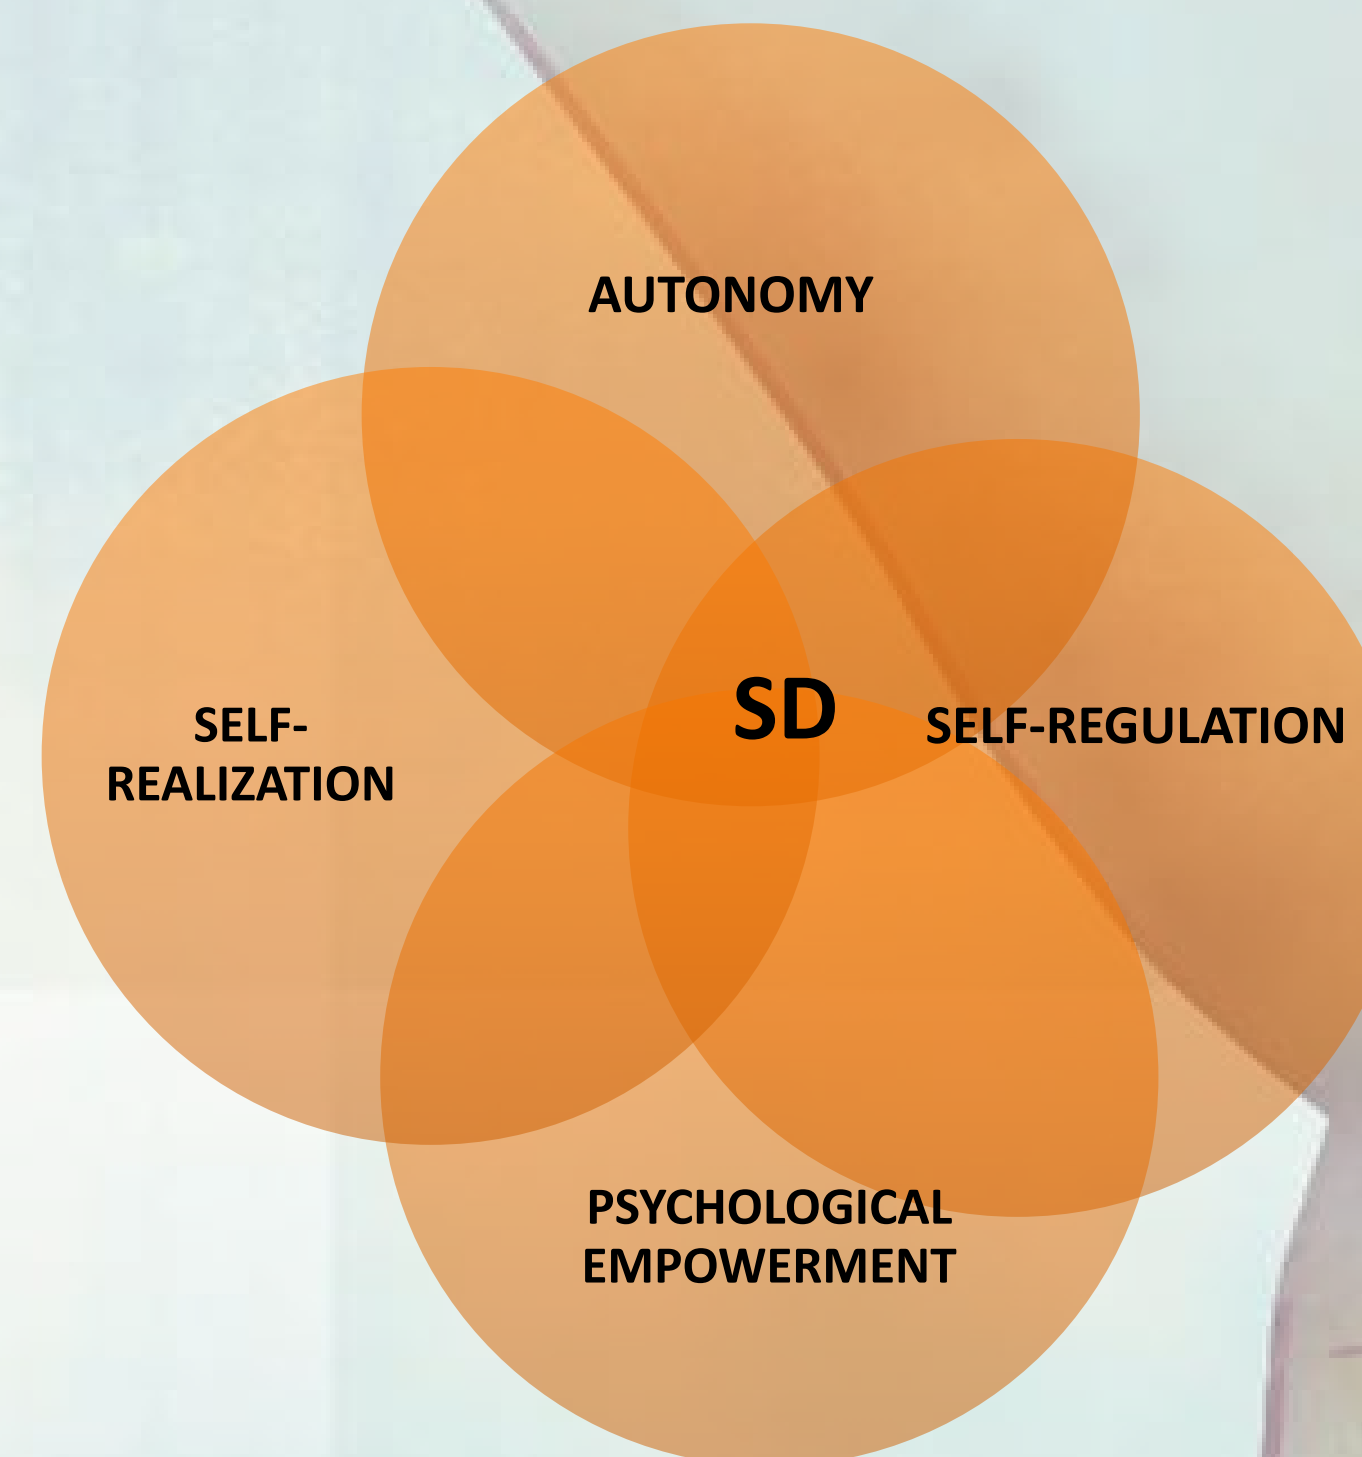 AUTONOMY
SELF-
REALIZATION
SD
SELF-REGULATION
PSYCHOLOGICAL
EMPOWERMENT